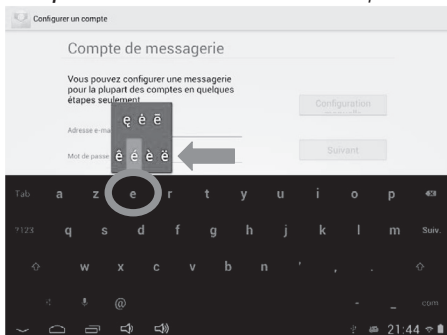 Configurer un compte
Compte de messagerie
Vous pouvez configurer une messagerie
pour la plupart des comptes en quelques
étapes seulement
Configuration
manuelle
ę ė ē
Adresse e-ma
Mot de passe ê é è ë
Suivant
Tab a z e r t y u i o p
?123 q s d f g h j k l m Suiv.
w x c v b n ' , .
@ - _ .com
21:44